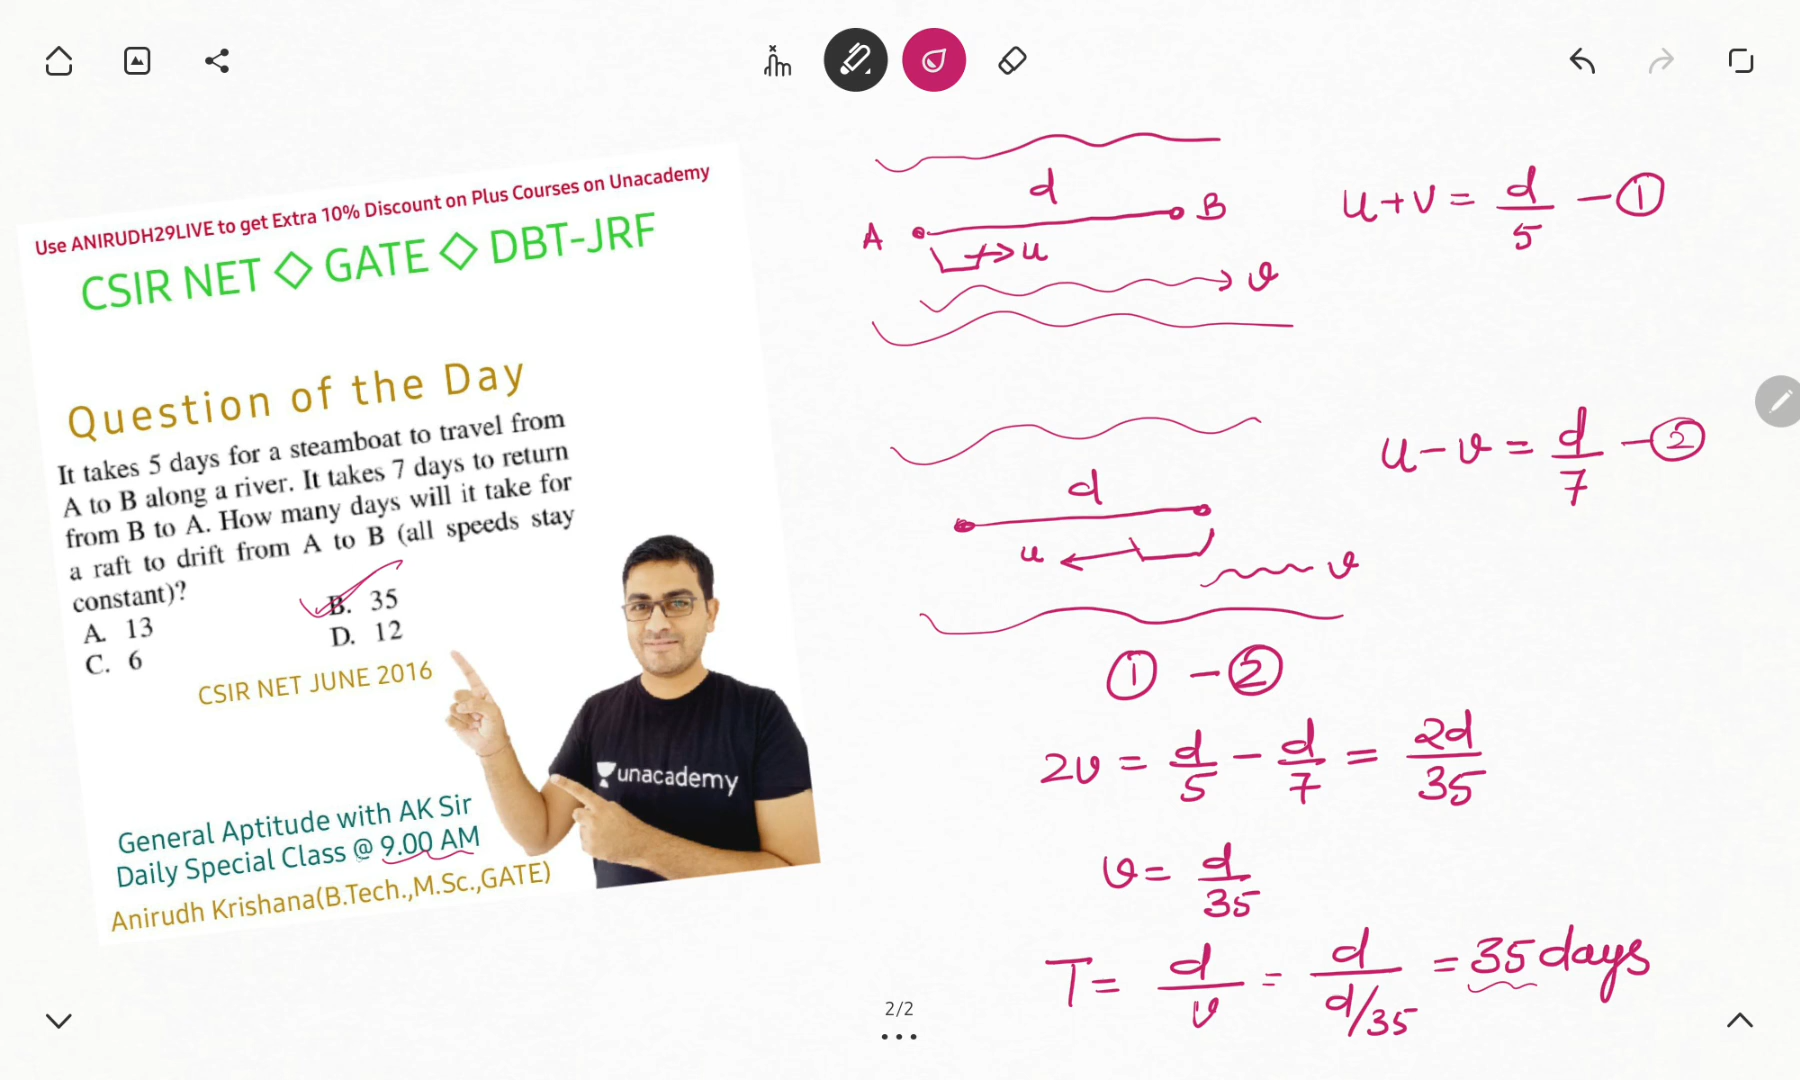 Use ANIRUDH29LIVE to get Extra 10% Discount on Plus Courses on Unacademy
CSIR NET ◇ GATE ◇ DBT-JRF
Question of the Day
It takes 5 days for a steamboat to travel from
A to B along a river. It takes 7 days to return
from B to A. How many days will it take for
a raft to drift from A to B (all speeds stay
constant)?
A. 13
B. 35
C. 6
D. 12
CSIR NET JUNE 2016
unacademy
General Aptitude with AK Sir
Daily Special Class @ 9.00 AM
Anirudh Krishana(B.Tech.,M.Sc.,GATE)
d
A B
u
v
u+v = d/5 - ①
d
u
v
u-v = d/7 - ②
① - ②
2v = d/5 - d/7 = 2d/35
v = d/35
T = d/v = d/(d/35) = 35 days
2/2